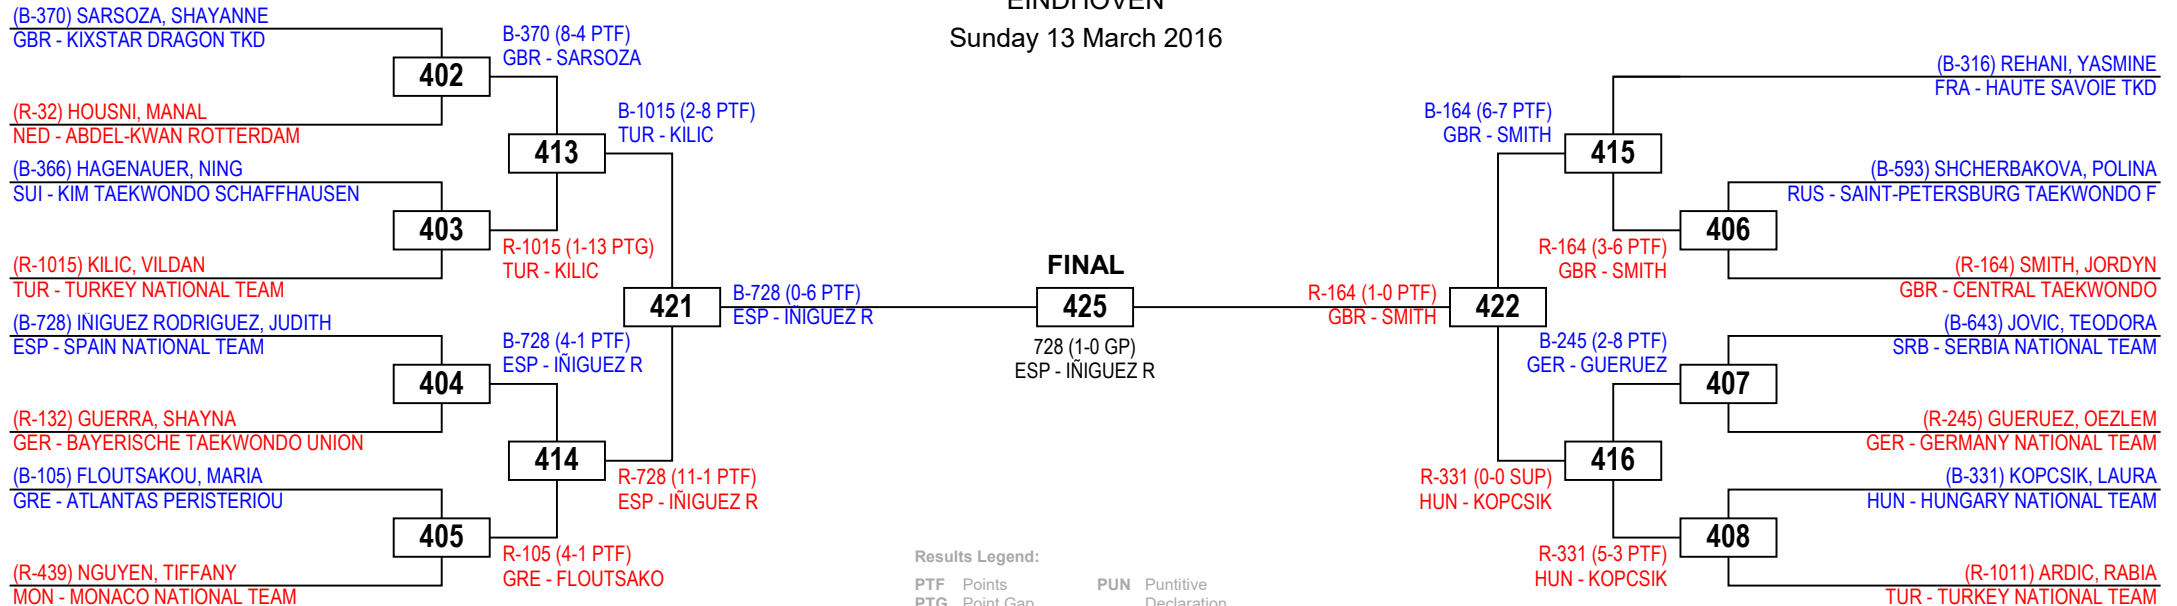 EINDHOVEN
Sunday 13 March 2016
(B-370) SARSOZA, SHAYANNE
GBR - KIXSTAR DRAGON TKD
402
(R-32) HOUSNI, MANAL
NED - ABDEL-KWAN ROTTERDAM
(B-366) HAGENAUER, NING
SUI - KIM TAEKWONDO SCHAFFHAUSEN
403
(R-1015) KILIC, VILDAN
TUR - TURKEY NATIONAL TEAM
(B-728) IÑIGUEZ RODRIGUEZ, JUDITH
ESP - SPAIN NATIONAL TEAM
404
(R-132) GUERRA, SHAYNA
GER - BAYERISCHE TAEKWONDO UNION
(B-105) FLOUTSAKOU, MARIA
GRE - ATLANTAS PERISTERIOU
405
(R-439) NGUYEN, TIFFANY
MON - MONACO NATIONAL TEAM
B-370 (8-4 PTF)
GBR - SARSOZA
413
R-1015 (1-13 PTG)
TUR - KILIC
B-728 (4-1 PTF)
ESP - IÑIGUEZ R
414
R-105 (4-1 PTF)
GRE - FLOUTSAKO
B-1015 (2-8 PTF)
TUR - KILIC
421
R-728 (11-1 PTF)
ESP - IÑIGUEZ R
B-728 (0-6 PTF)
ESP - IÑIGUEZ R
FINAL
425
728 (1-0 GP)
ESP - IÑIGUEZ R
R-164 (1-0 PTF)
GBR - SMITH
422
B-164 (6-7 PTF)
GBR - SMITH
415
R-164 (3-6 PTF)
GBR - SMITH
B-245 (2-8 PTF)
GER - GUERUEZ
416
R-331 (0-0 SUP)
HUN - KOPCSIK
R-331 (5-3 PTF)
HUN - KOPCSIK
(B-316) REHANI, YASMINE
FRA - HAUTE SAVOIE TKD
(B-593) SHCHERBAKOVA, POLINA
RUS - SAINT-PETERSBURG TAEKWONDO F
406
(R-164) SMITH, JORDYN
GBR - CENTRAL TAEKWONDO
(B-643) JOVIC, TEODORA
SRB - SERBIA NATIONAL TEAM
407
(R-245) GUERUEZ, OEZLEM
GER - GERMANY NATIONAL TEAM
(B-331) KOPCSIK, LAURA
HUN - HUNGARY NATIONAL TEAM
408
(R-1011) ARDIC, RABIA
TUR - TURKEY NATIONAL TEAM
Results Legend:
PTF Points PUN Puntitive
PTG Point Gap Declaration